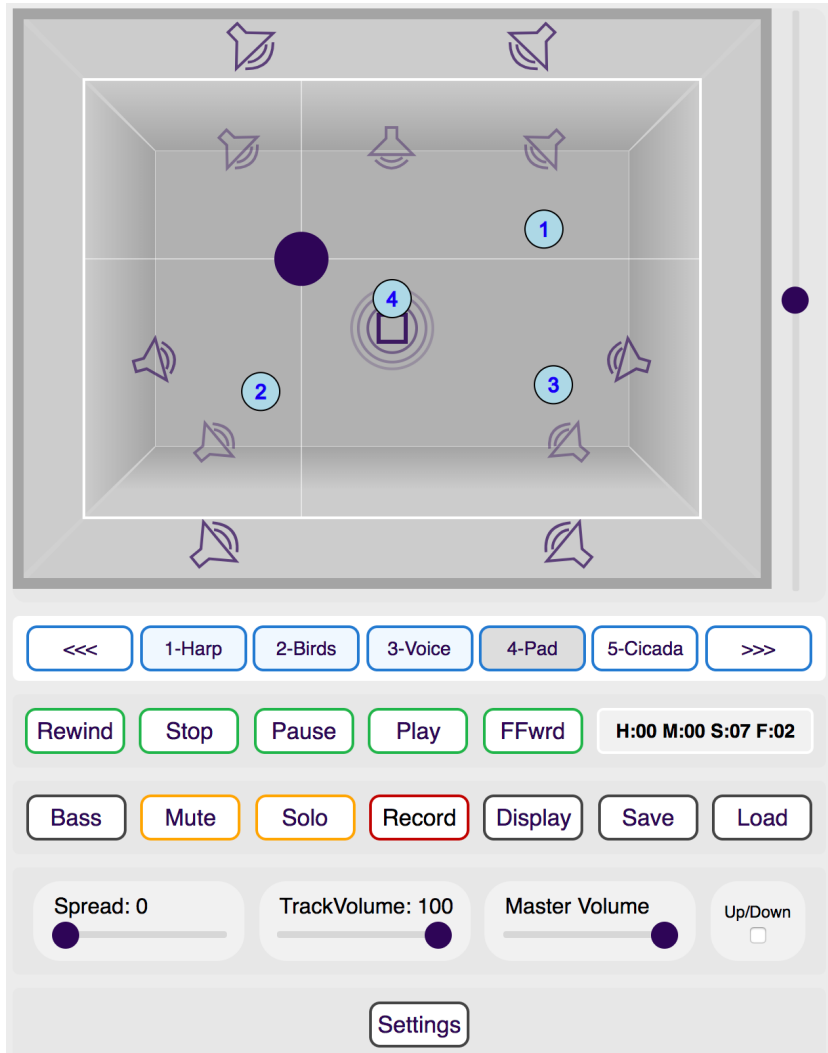 1
4
3
2
<<< 1-Harp 2-Birds 3-Voice 4-Pad 5-Cicada >>>
Rewind Stop Pause Play FFwrd H:00 M:00 S:07 F:02
Bass Mute Solo Record Display Save Load
Spread: 0 TrackVolume: 100 Master Volume Up/Down
Settings